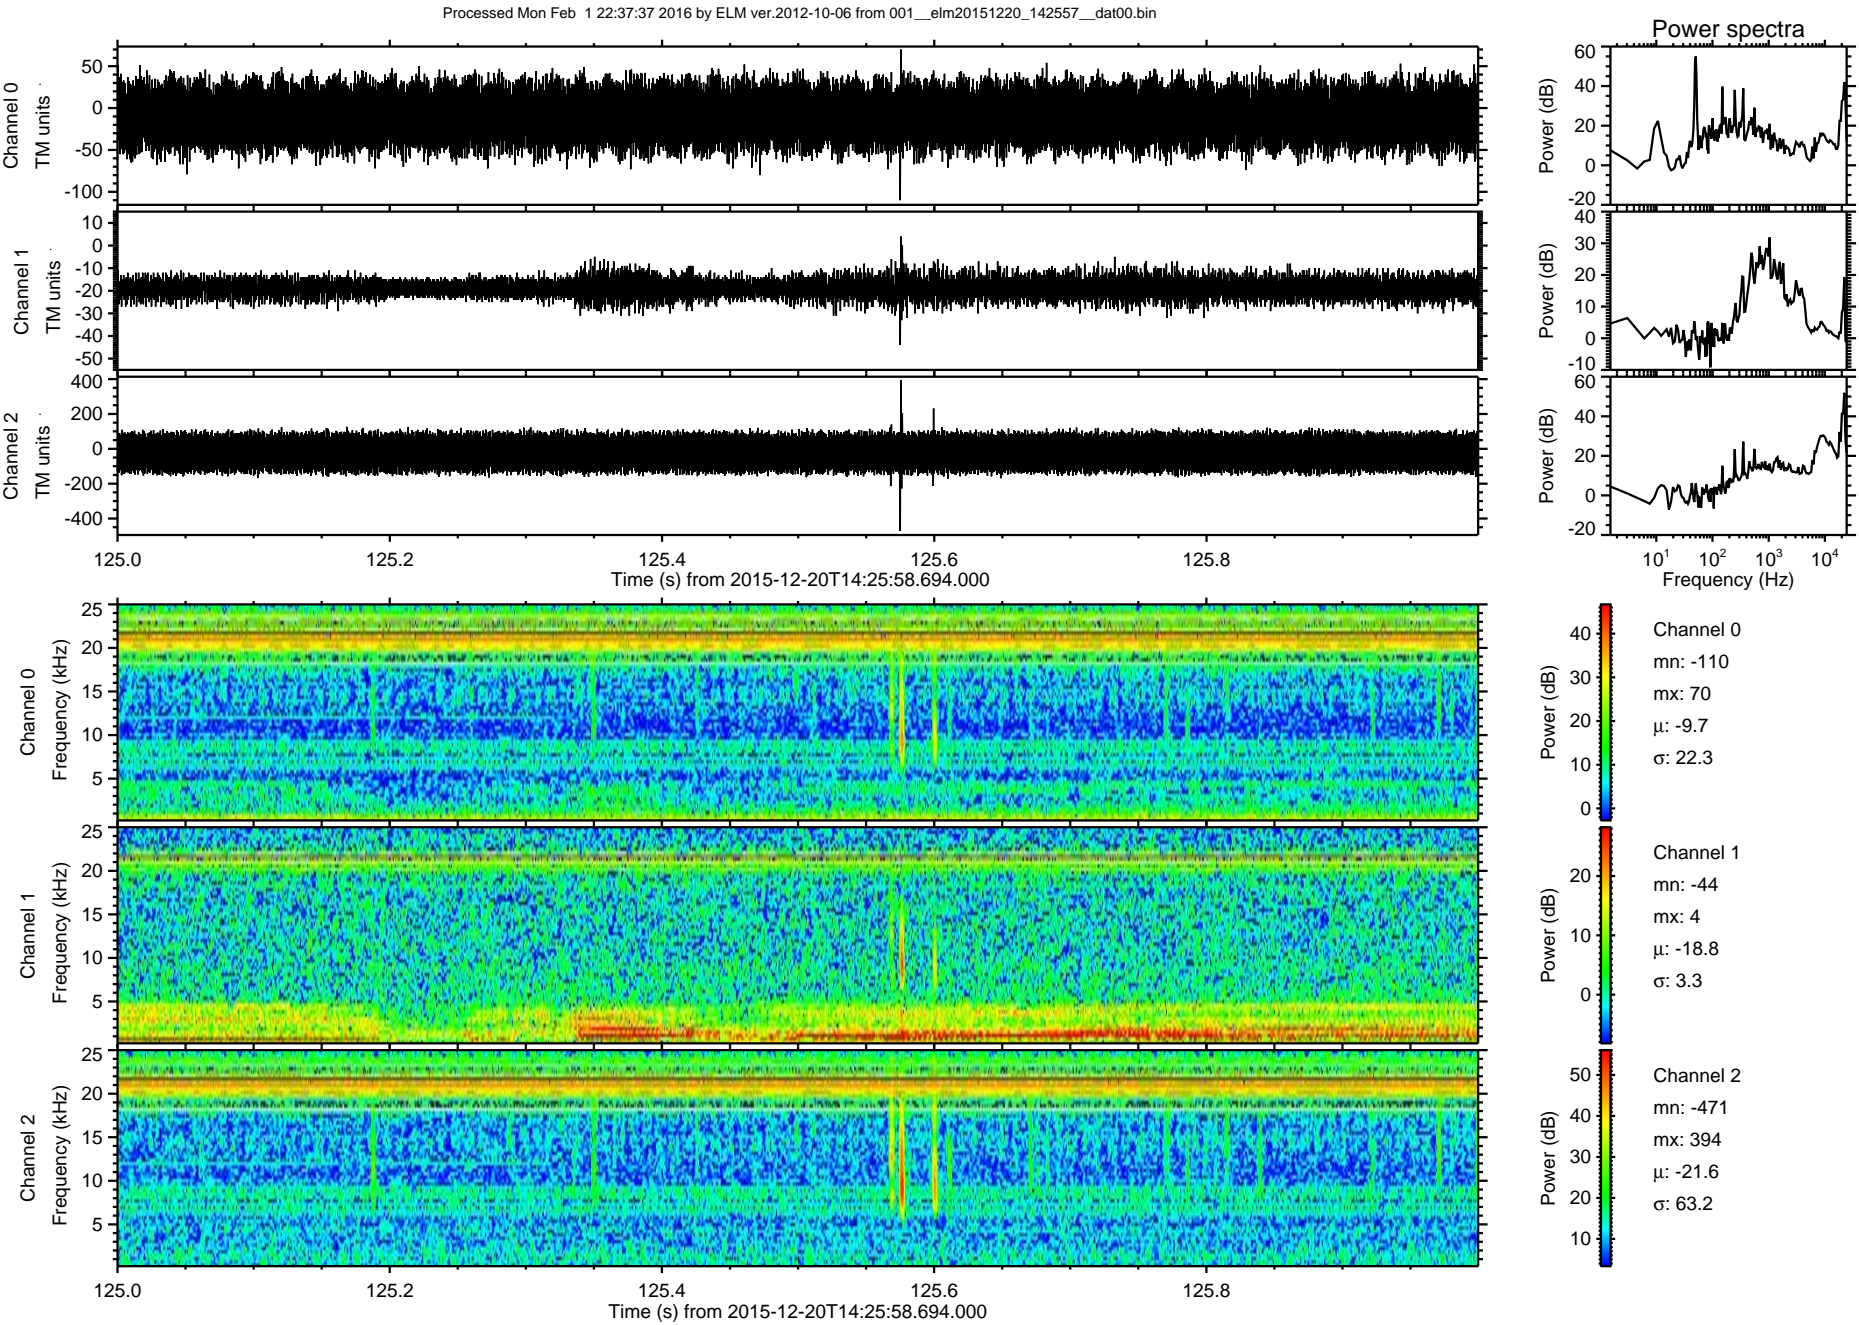 Processed Mon Feb  1 22:37:37 2016 by ELM ver.2012-10-06 from 001__elm20151220_142557__dat00.bin
Power spectra
Channel 0
TM units
50
0
-50
-100
Power (dB)
60
40
20
0
-20
Channel 1
TM units
10
0
-10
-20
-30
-40
-50
Power (dB)
40
30
20
10
0
-10
Channel 2
TM units
400
200
0
-200
-400
Power (dB)
60
40
20
0
-20
125.0 125.2 125.4 125.6 125.8
Time (s) from 2015-12-20T14:25:58.694.000
10^1 10^2 10^3 10^4
Frequency (Hz)
Channel 0
Frequency (kHz)
25
20
15
10
5
Power (dB)
40
30
20
10
0
Channel 0
mn: -110
mx: 70
μ: -9.7
σ: 22.3
Channel 1
Frequency (kHz)
25
20
15
10
5
Power (dB)
20
10
0
Channel 1
mn: -44
mx: 4
μ: -18.8
σ: 3.3
Channel 2
Frequency (kHz)
25
20
15
10
5
Power (dB)
50
40
30
20
10
Channel 2
mn: -471
mx: 394
μ: -21.6
σ: 63.2
125.0 125.2 125.4 125.6 125.8
Time (s) from 2015-12-20T14:25:58.694.000